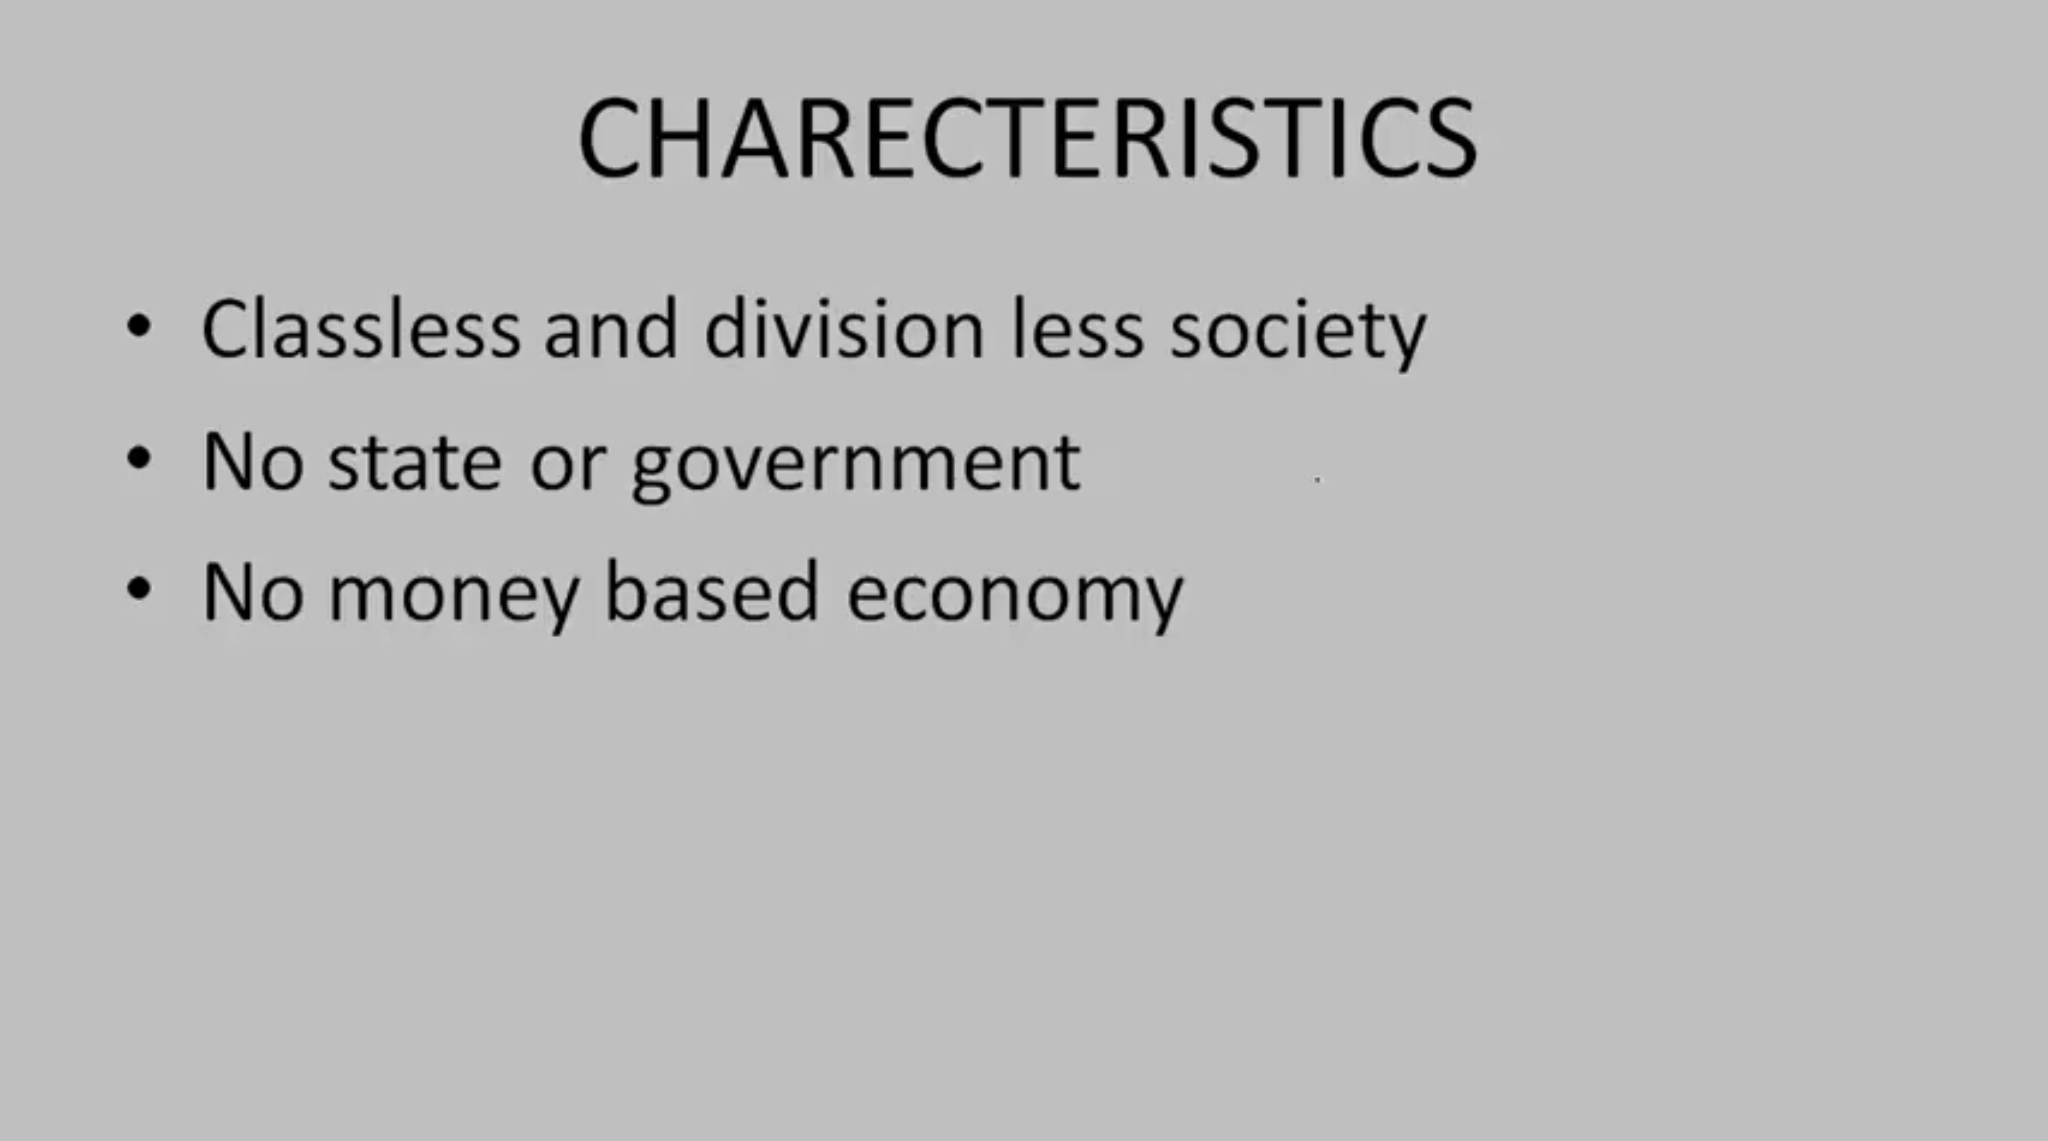 CHARECTERISTICS
• Classless and division less society
• No state or government
• No money based economy